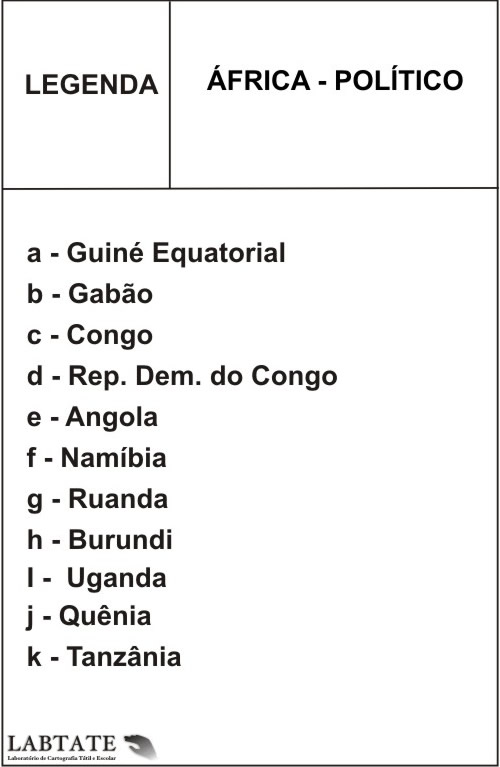 LEGENDA
ÁFRICA - POLÍTICO
a - Guiné Equatorial
b - Gabão
c - Congo
d - Rep. Dem. do Congo
e - Angola
f - Namíbia
g - Ruanda
h - Burundi
I - Uganda
j - Quênia
k - Tanzânia
LABTATE
Laboratório de Cartografia Tátil e Escolar